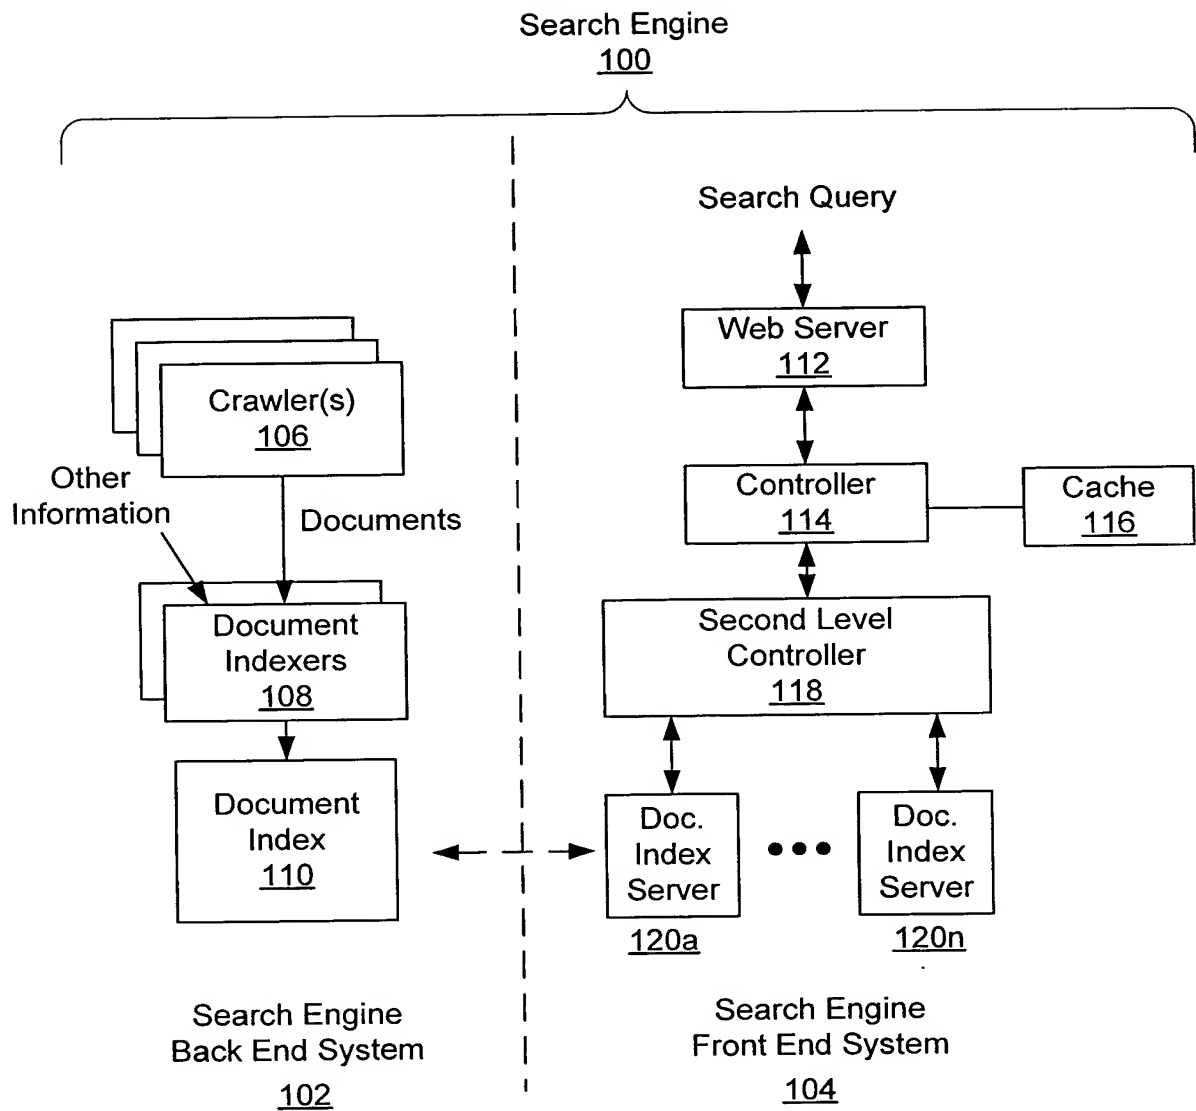 Search Engine
100
Search Query
Web Server
112
Crawler(s)
106
Other
Information
Documents
Controller
114
Cache
116
Document
Indexers
108
Second Level
Controller
118
Document
Index
110
Doc.
Index
Server
120a
Doc.
Index
Server
120n
Search Engine
Back End System
102
Search Engine
Front End System
104